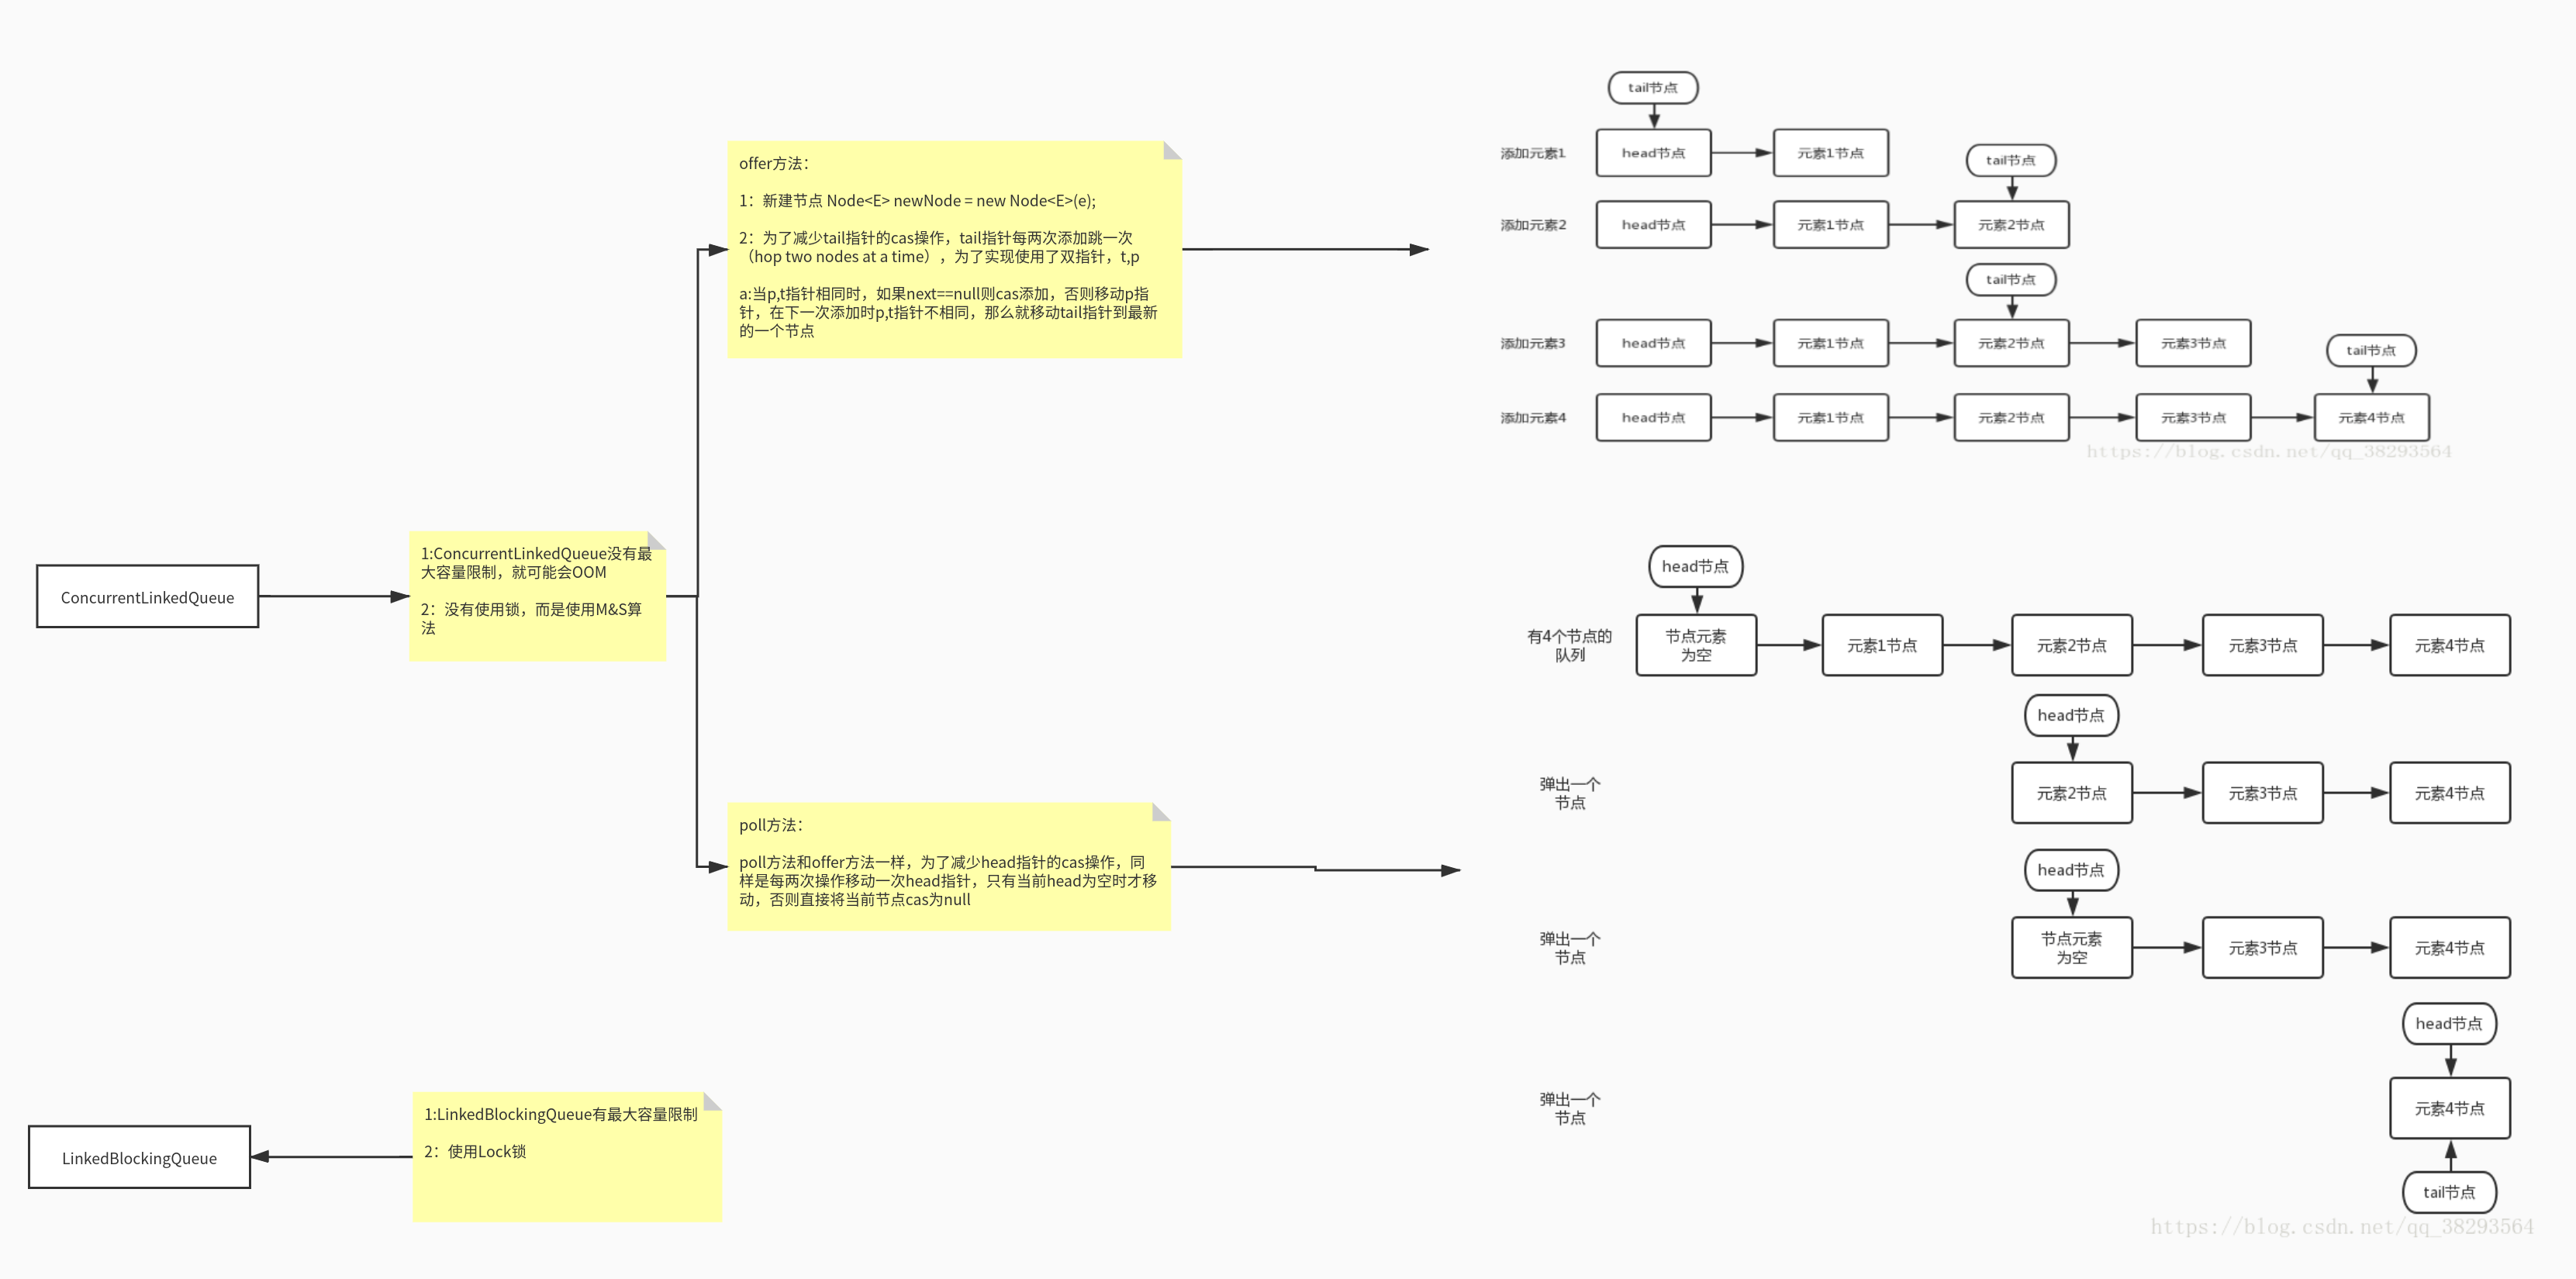 ConcurrentLinkedQueue
1:ConcurrentLinkedQueue没有最
大容量限制，就可能会OOM
2：没有使用锁，而是使用M&S算
法
offer方法：
1：新建节点 Node<E> newNode = new Node<E>(e);
2：为了减少tail指针的cas操作，tail指针每两次添加跳一次
（hop two nodes at a time），为了实现使用了双指针，t,p
a:当p,t指针相同时，如果next==null则cas添加，否则移动p指
针，在下一次添加时p,t指针不相同，那么就移动tail指针到最新
的一个节点
tail节点
添加元素1
head节点
元素1节点
tail节点
添加元素2
head节点
元素1节点
元素2节点
tail节点
添加元素3
head节点
元素1节点
元素2节点
元素3节点
tail节点
添加元素4
head节点
元素1节点
元素2节点
元素3节点
元素4节点
https://blog.csdn.net/qq_38293564
poll方法：
poll方法和offer方法一样，为了减少head指针的cas操作，同
样是每两次操作移动一次head指针，只有当前head为空时才移
动，否则直接将当前节点cas为null
head节点
有4个节点的
队列
节点元素
为空
元素1节点
元素2节点
元素3节点
元素4节点
head节点
弹出一个
节点
元素2节点
元素3节点
元素4节点
head节点
弹出一个
节点
节点元素
为空
元素3节点
元素4节点
head节点
弹出一个
节点
元素4节点
tail节点
https://blog.csdn.net/qq_38293564
LinkedBlockingQueue
1:LinkedBlockingQueue有最大容量限制
2：使用Lock锁